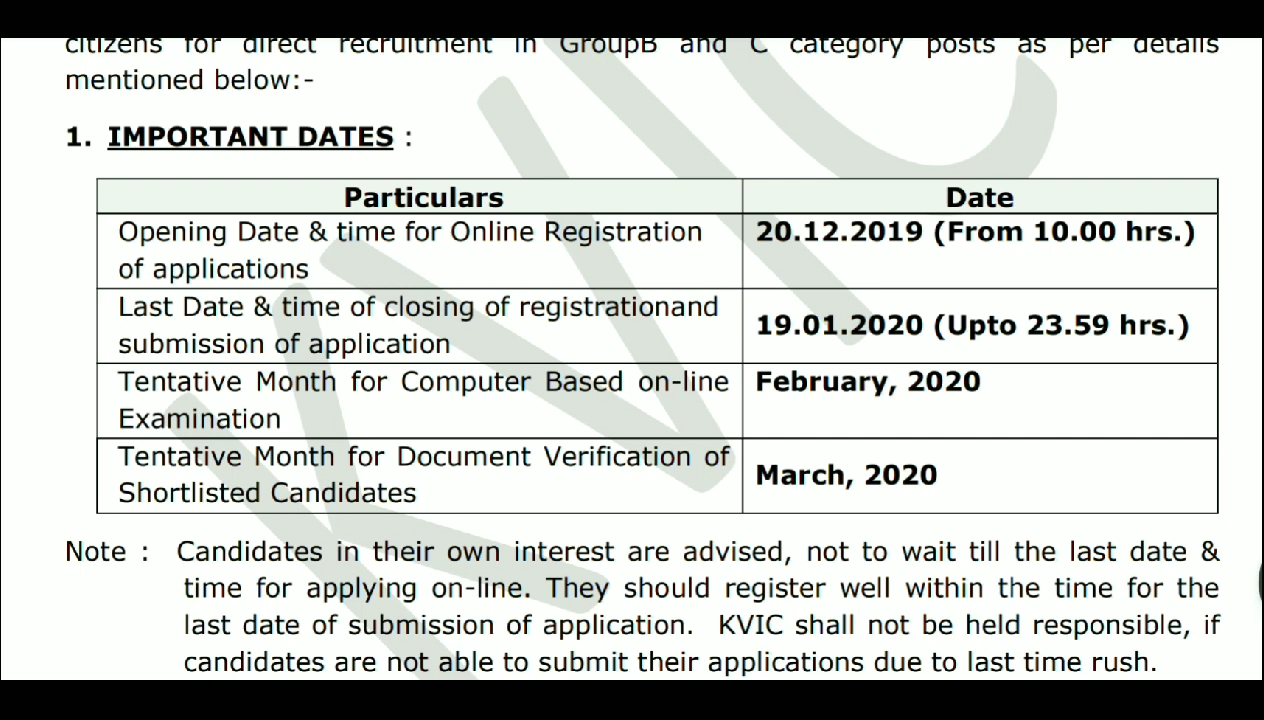 citizens for direct recruitment in GroupB and C category posts as per details
mentioned below:-
1. IMPORTANT DATES :
Particulars Date
Opening Date & time for Online Registration 20.12.2019 (From 10.00 hrs.)
of applications
Last Date & time of closing of registrationand
19.01.2020 (Upto 23.59 hrs.)
submission of application
Tentative Month for Computer Based on-line February, 2020
Examination
Tentative Month for Document Verification of
March, 2020
Shortlisted Candidates
Note : Candidates in their own interest are advised, not to wait till the last date &
time for applying on-line. They should register well within the time for the
last date of submission of application. KVIC shall not be held responsible, if
candidates are not able to submit their applications due to last time rush.
KVIC